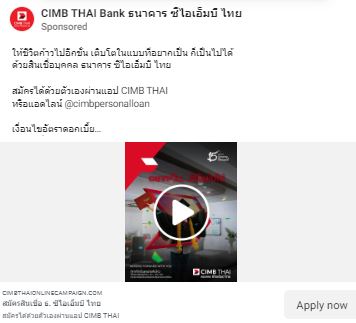 CIMB THAI Bank ธนาคาร ซีไอเอ็มบี ไทย
Sponsored
ให้ชีวิตก้าวไปอีกขั้น เติบโตในแบบที่อยากเป็น ก็เป็นไปได้
ด้วยสินเชื่อบุคคล ธนาคาร ซีไอเอ็มบี ไทย
สมัครได้ด้วยตัวเองผ่านแอป CIMB THAI
หรือแอดไลน์ @cimbpersonalloan
เงื่อนไขอัตราดอกเบี้ย...
CIMB THAI
CIMBTHAIONLINECAMPAIGN.COM
สมัครสินเชื่อ ธ. ซีไอเอ็มบี ไทย
สมัครได้ด้วยตัวเองผ่านแอป CIMB THAI
Apply now